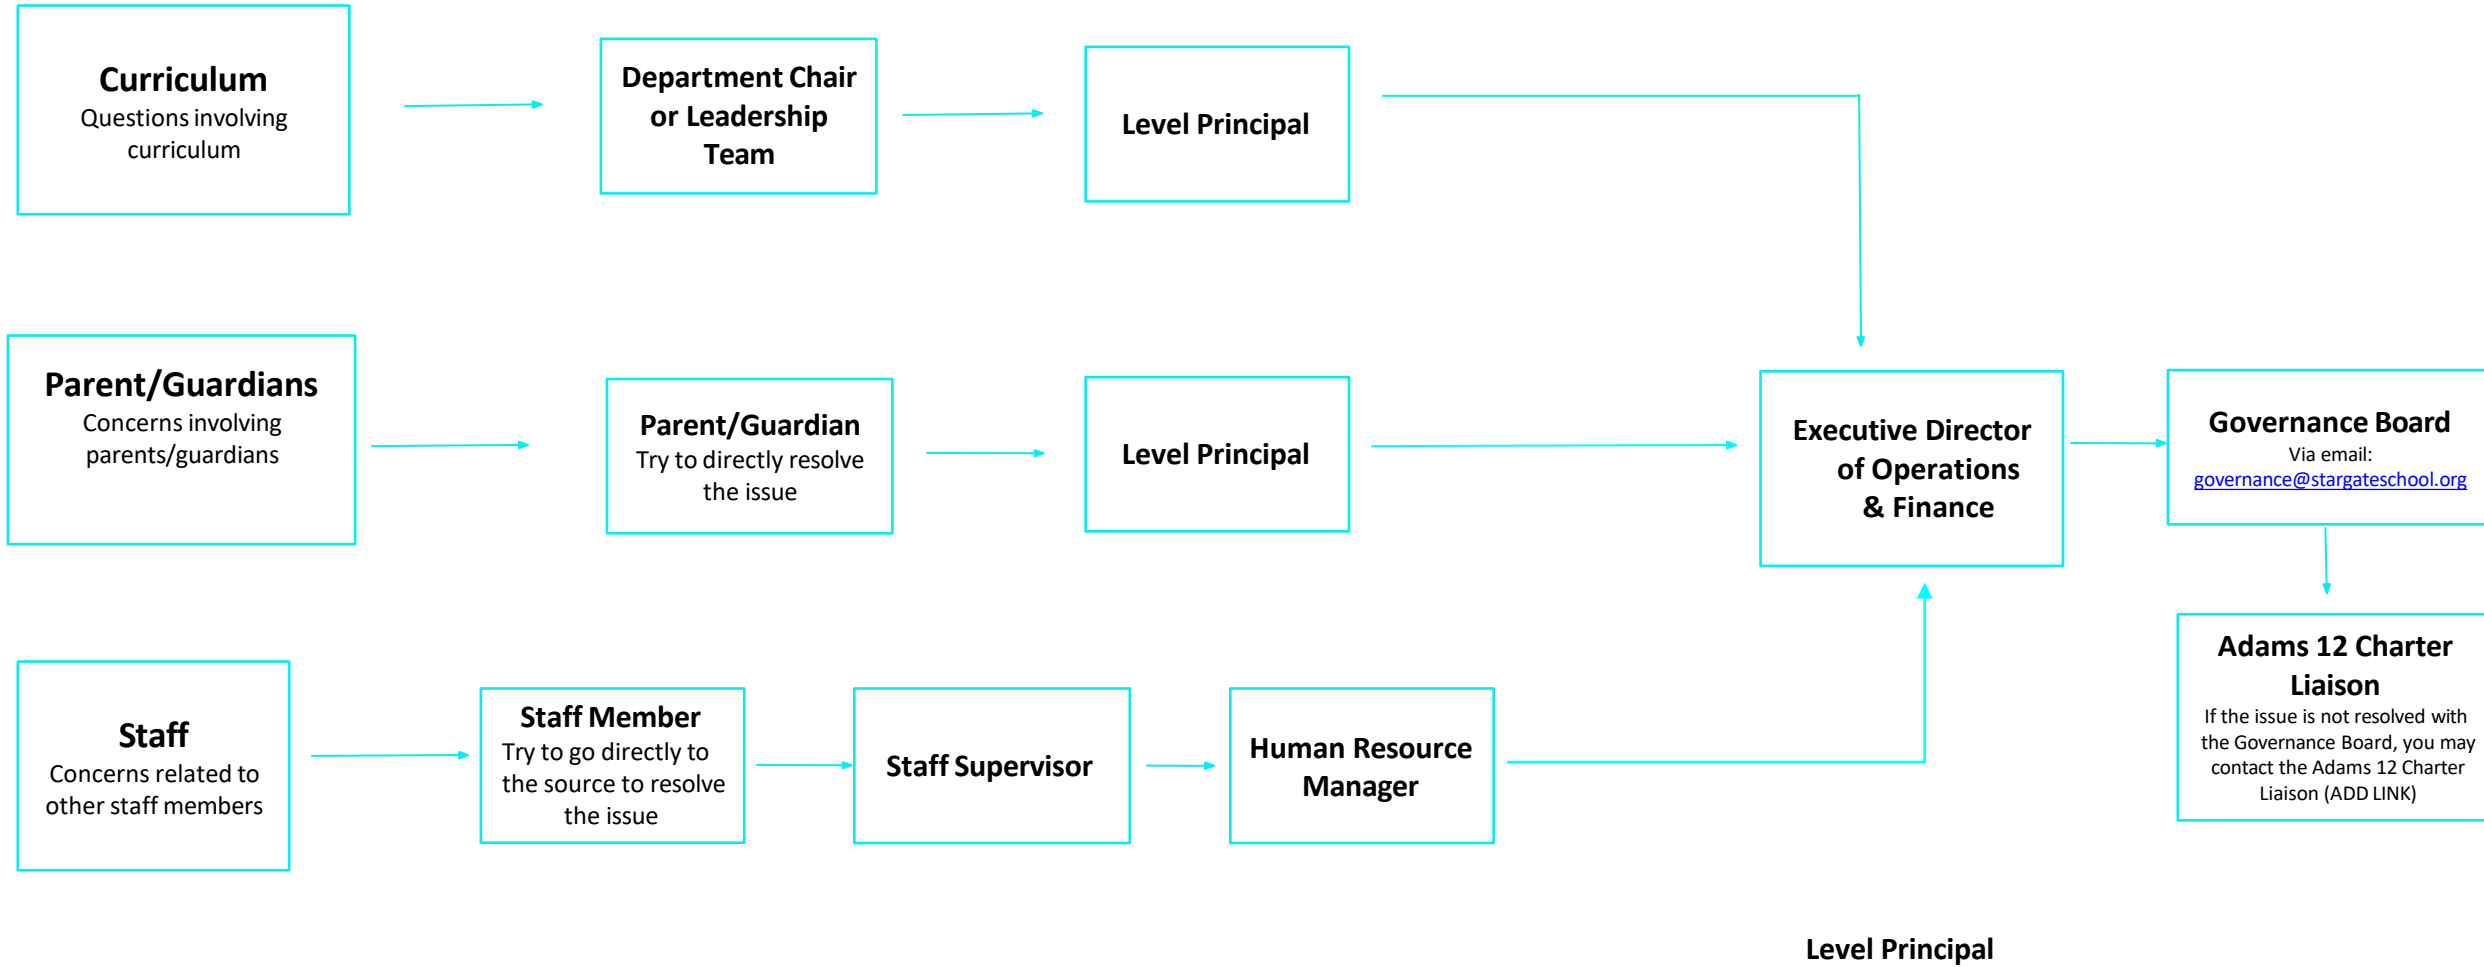 Curriculum
Questions involving
curriculum
Department Chair
or Leadership
Team
Level Principal
Parent/Guardians
Concerns involving
parents/guardians
Parent/Guardian
Try to directly resolve
the issue
Level Principal
Executive Director
of Operations
& Finance
Governance Board
Via email:
governance@stargateschool.org
Staff
Concerns related to
other staff members
Staff Member
Try to go directly to
the source to resolve
the issue
Staff Supervisor
Human Resource
Manager
Adams 12 Charter
Liaison
If the issue is not resolved with
the Governance Board, you may
contact the Adams 12 Charter
Liaison (ADD LINK)
Level Principal